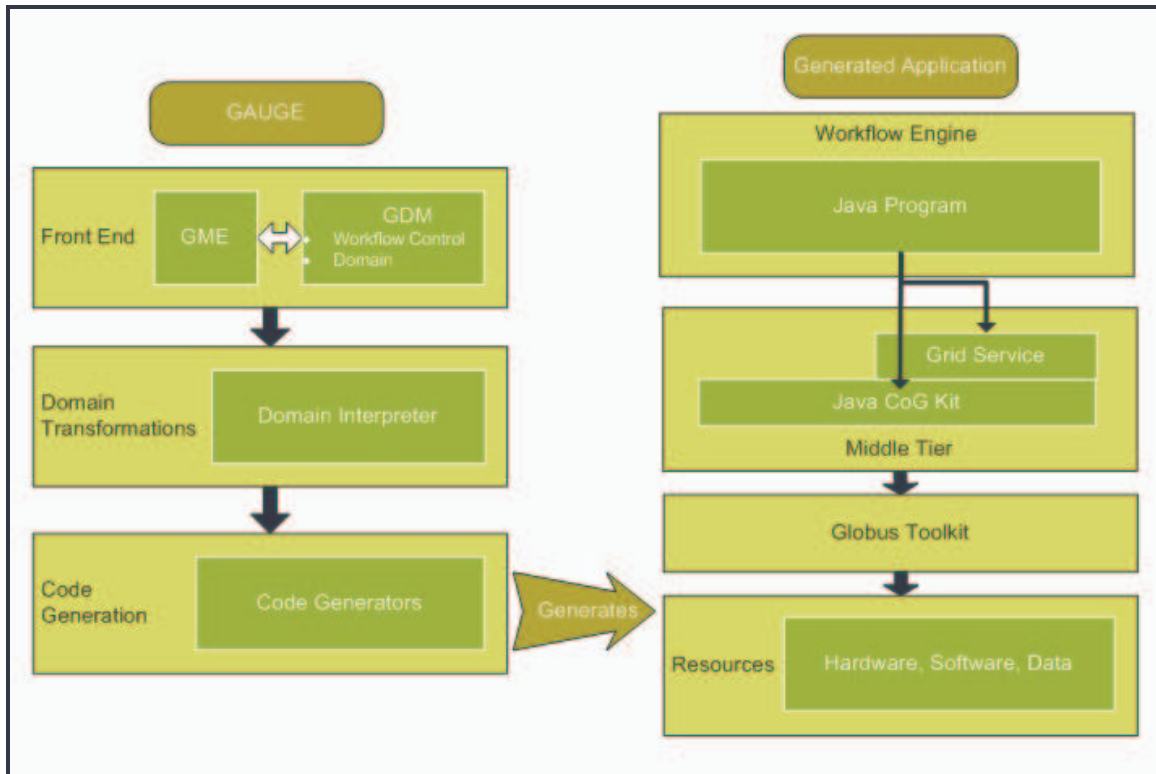 GAUGE
Front End
GME
GDM
• Workflow Control
• Domain
Domain
Transformations
Domain Interpreter
Code
Generation
Code Generators
Generates
Generated Application
Workflow Engine
Java Program
Grid Service
Java CoG Kit
Middle Tier
Globus Toolkit
Resources
Hardware, Software, Data